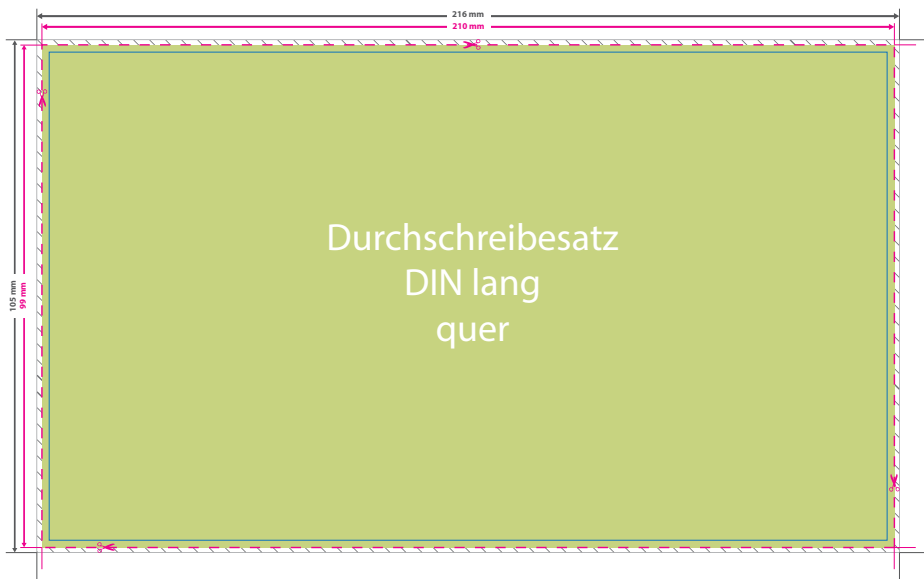 216 mm
210 mm
105 mm
99 mm
Durchschreibesatz
DIN lang
quer